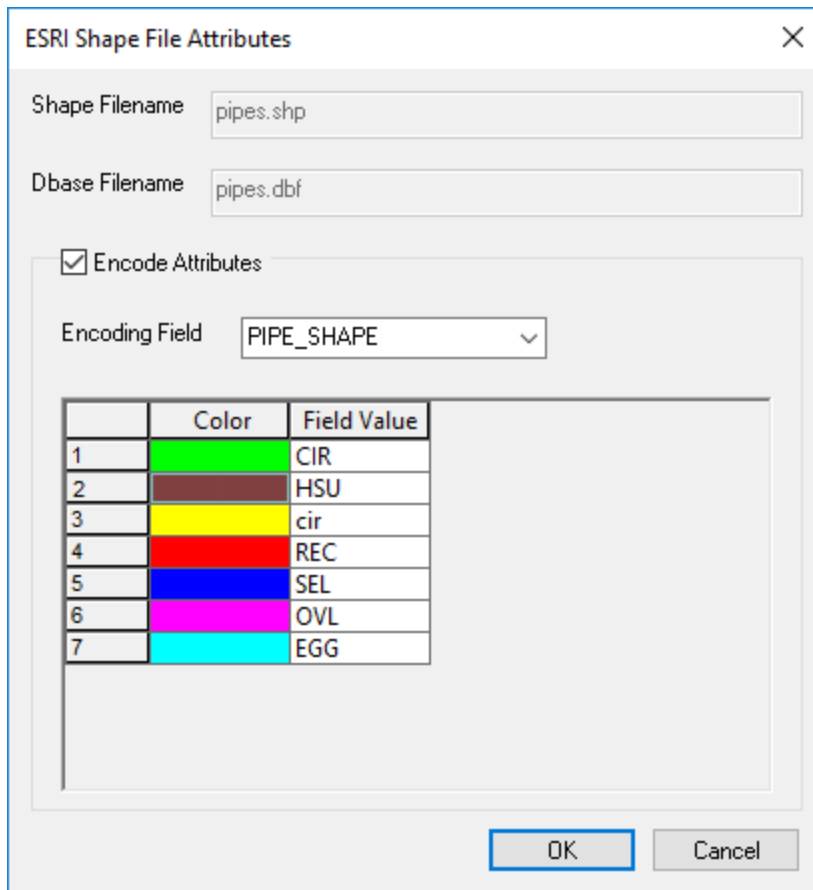 ESRI Shape File Attributes
Shape Filename pipes.shp
Dbase Filename pipes.dbf
Encode Attributes
Encoding Field PIPE_SHAPE
Color Field Value
1 CIR
2 HSU
3 cir
4 REC
5 SEL
6 OVL
7 EGG
OK Cancel